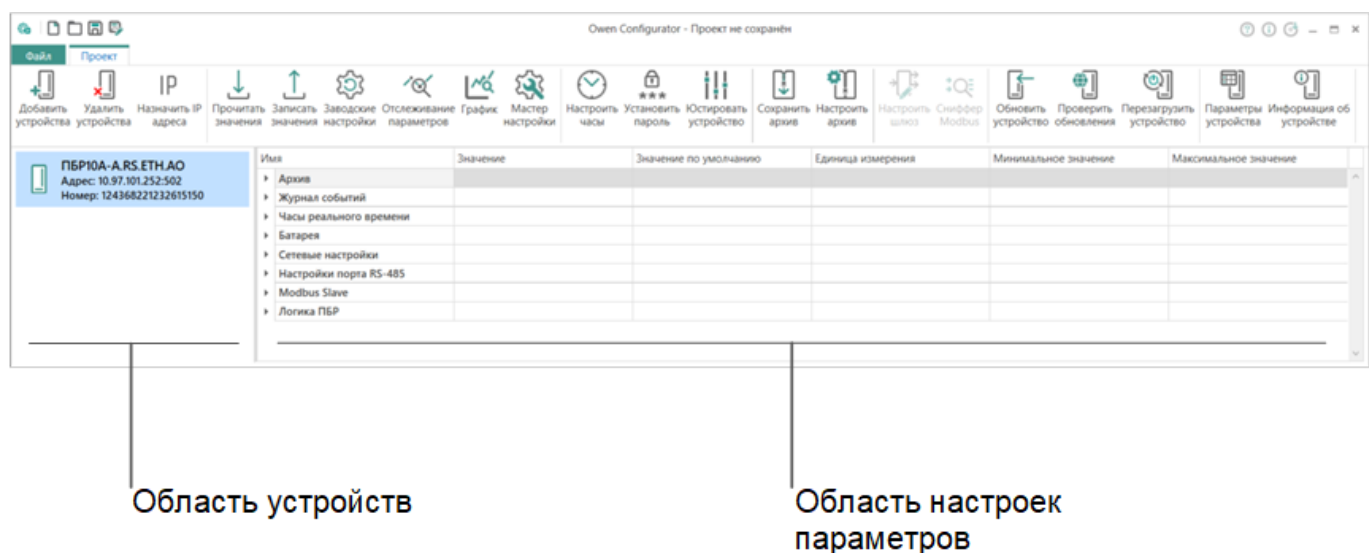 Owen Configurator - Проект не сохранён
Файл Проект
Добавить устройства
Удалить устройства
Назначить IP адреса
Прочитать значения
Записать значения
Заводские настройки
Отслеживание параметров
График
Мастер настройки
Настроить часы
Установить пароль
Юстировать устройство
Сохранить архив
Настроить архив
Настроить шлюз
Сниффер Modbus
Обновить устройство
Проверить обновления
Перезагрузить устройство
Параметры устройства
Информация об устройстве
ПБР10А-A.RS.ETH.AO
Адрес: 10.97.101.252:502
Номер: 124368221232615150
Имя Значение Значение по умолчанию Единица измерения Минимальное значение Максимальное значение
Архив
Журнал событий
Часы реального времени
Батарея
Сетевые настройки
Настройки порта RS-485
Modbus Slave
Логика ПБР
Область устройств
Область настроек
параметров